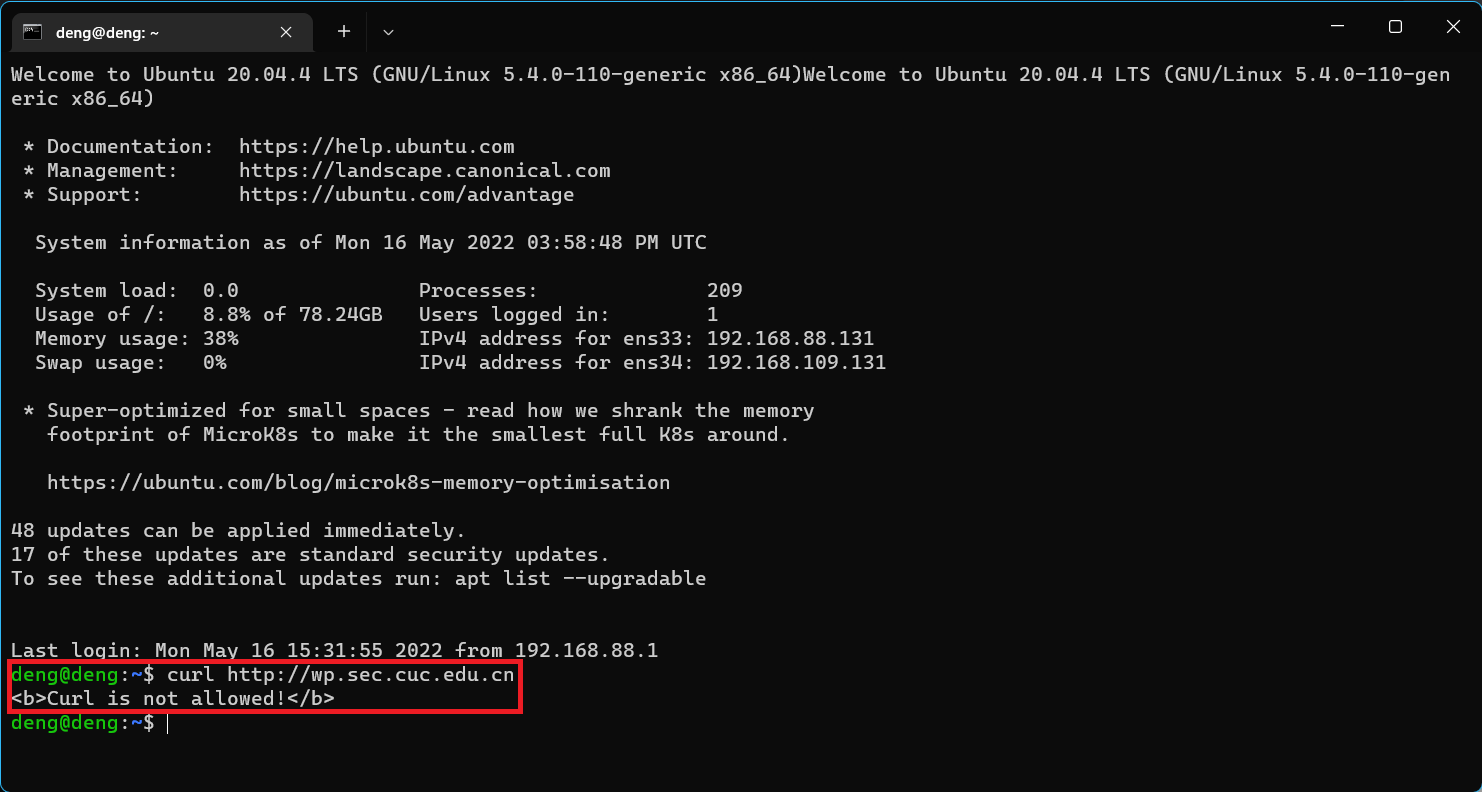 deng@deng: ~
Welcome to Ubuntu 20.04.4 LTS (GNU/Linux 5.4.0-110-generic x86_64)Welcome to Ubuntu 20.04.4 LTS (GNU/Linux 5.4.0-110-gen
eric x86_64)
* Documentation:  https://help.ubuntu.com
* Management:     https://landscape.canonical.com
* Support:        https://ubuntu.com/advantage
System information as of Mon 16 May 2022 03:58:48 PM UTC
System load:  0.0               Processes:              209
Usage of /:   8.8% of 78.24GB   Users logged in:        1
Memory usage: 38%               IPv4 address for ens33: 192.168.88.131
Swap usage:   0%                IPv4 address for ens34: 192.168.109.131
* Super-optimized for small spaces - read how we shrank the memory
footprint of MicroK8s to make it the smallest full K8s around.
https://ubuntu.com/blog/microk8s-memory-optimisation
48 updates can be applied immediately.
17 of these updates are standard security updates.
To see these additional updates run: apt list --upgradable
Last login: Mon May 16 15:31:55 2022 from 192.168.88.1
deng@deng:~$ curl http://wp.sec.cuc.edu.cn
<b>Curl is not allowed!</b>
deng@deng:~$